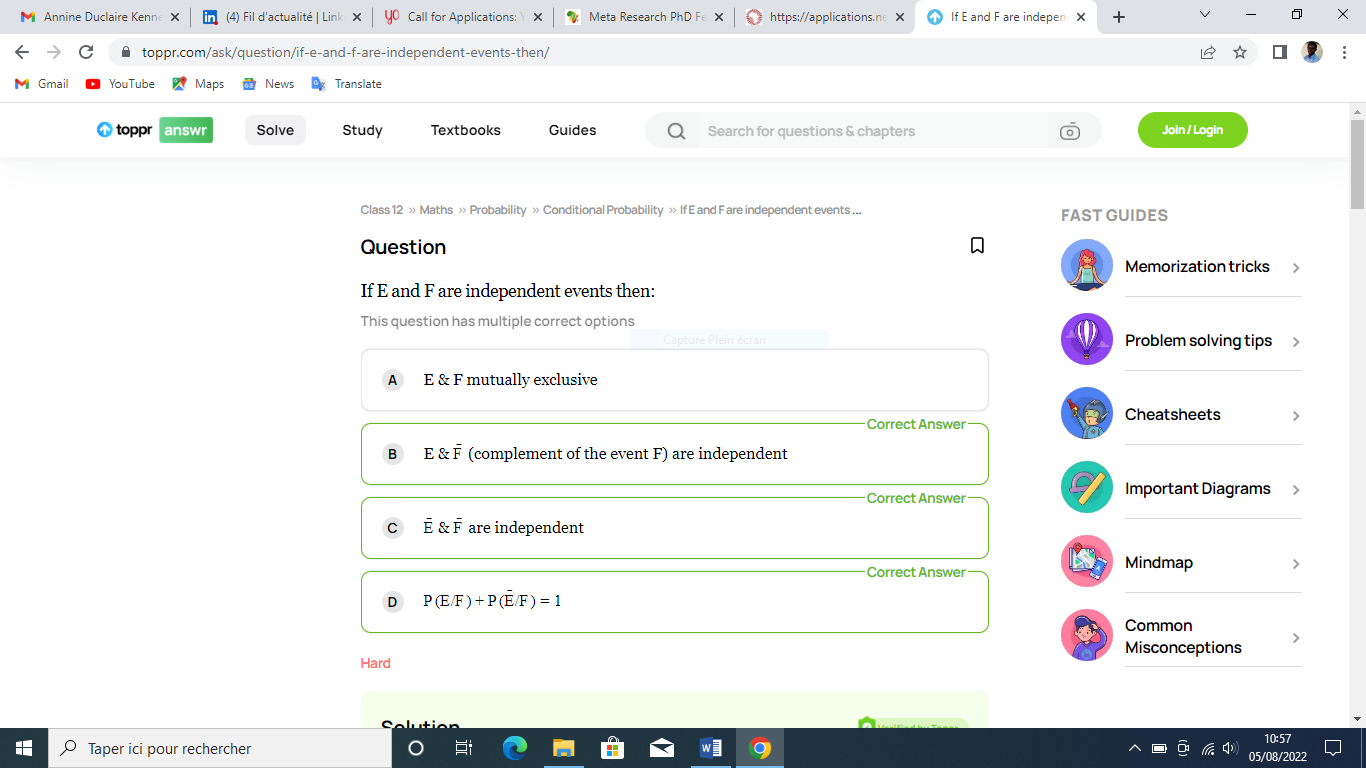 Annine Duclaire Kenne
(4) Fil d'actualité | Link
Call for Applications: Y
Meta Research PhD Fe
https://applications.ne
If E and F are indepen
toppr.com/ask/question/if-e-and-f-are-independent-events-then/
Gmail YouTube Maps News Translate
toppr answr Solve Study Textbooks Guides Search for questions & chapters Join / Login
Class 12 » Maths » Probability » Conditional Probability » If E and F are independent events ...
Question
If E and F are independent events then:
This question has multiple correct options
Capture Plein écran
A E & F mutually exclusive
Correct Answer
B E & F̄ (complement of the event F) are independent
Correct Answer
C Ē & F̄ are independent
Correct Answer
D P (E/F) + P (Ē/F) = 1
Hard
Solution
Verified by Toppr
FAST GUIDES
Memorization tricks
Problem solving tips
Cheatsheets
Important Diagrams
Mindmap
Common
Misconceptions
Taper ici pour rechercher
10:57
05/08/2022